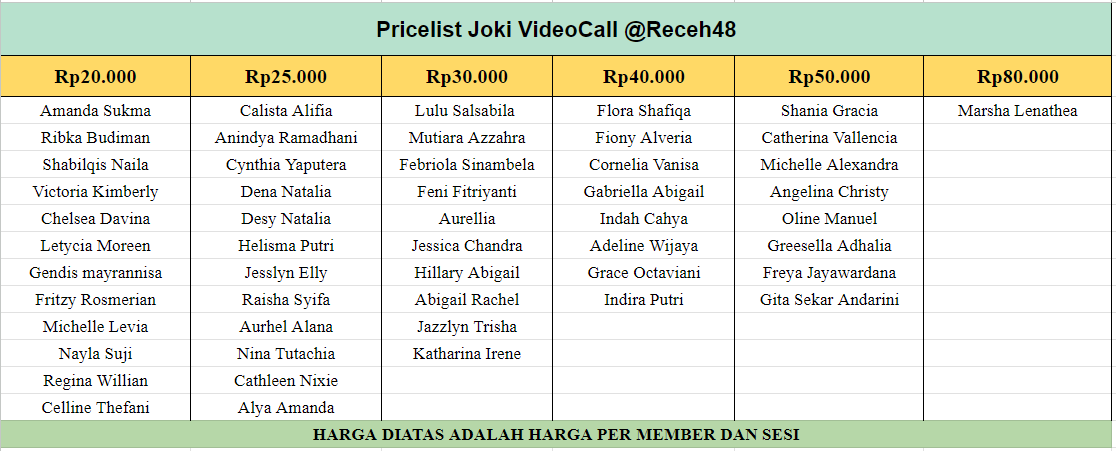 Pricelist Joki VideoCall @Receh48
Rp20.000 Rp25.000 Rp30.000 Rp40.000 Rp50.000 Rp80.000
Amanda Sukma Calista Alifia Lulu Salsabila Flora Shafiqa Shania Gracia Marsha Lenathea
Ribka Budiman Anindya Ramadhani Mutiara Azzahra Fiony Alveria Catherina Vallencia
Shabilqis Naila Cynthia Yaputera Febriola Sinambela Cornelia Vanisa Michelle Alexandra
Victoria Kimberly Dena Natalia Feni Fitriyanti Gabriella Abigail Angelina Christy
Chelsea Davina Desy Natalia Aurellia Indah Cahya Oline Manuel
Letycia Moreen Helisma Putri Jessica Chandra Adeline Wijaya Greesella Adhalia
Gendis mayrannisa Jesslyn Elly Hillary Abigail Grace Octaviani Freya Jayawardana
Fritzy Rosmerian Raisha Syifa Abigail Rachel Indira Putri Gita Sekar Andarini
Michelle Levia Aurhel Alana Jazzlyn Trisha
Nayla Suji Nina Tutachia Katharina Irene
Regina Willian Cathleen Nixie
Celline Thefani Alya Amanda
HARGA DIATAS ADALAH HARGA PER MEMBER DAN SESI